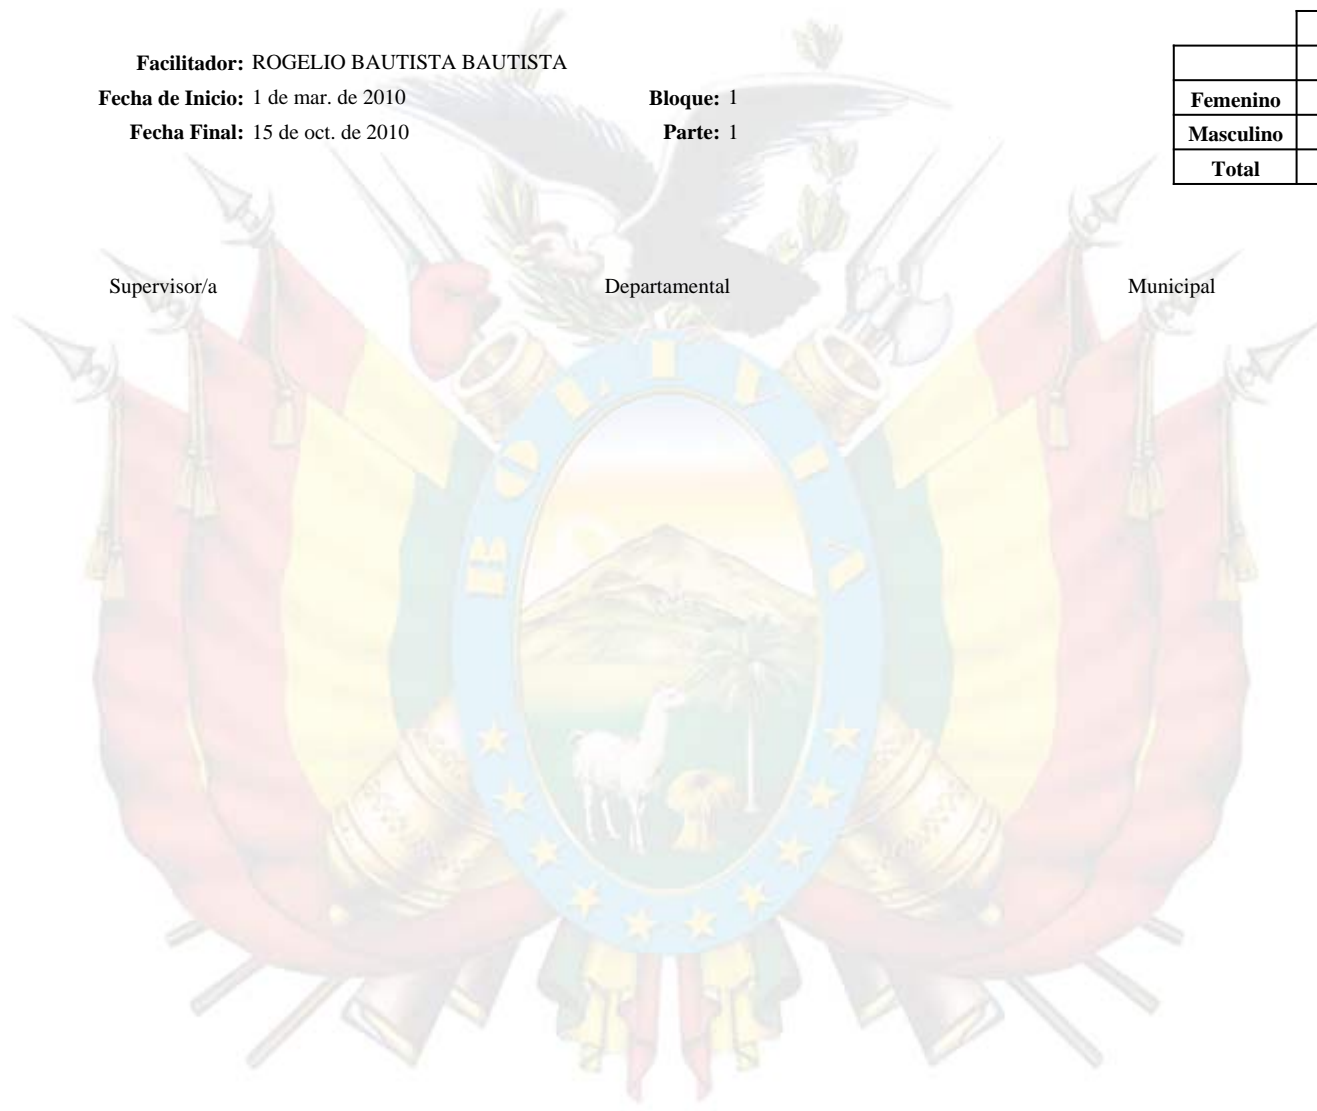 Facilitador: ROGELIO BAUTISTA BAUTISTA
Fecha de Inicio: 1 de mar. de 2010 Bloque: 1
Femenino
Fecha Final: 15 de oct. de 2010 Parte: 1
Masculino
Total
Supervisor/a Departamental Municipal
BOLIVIA